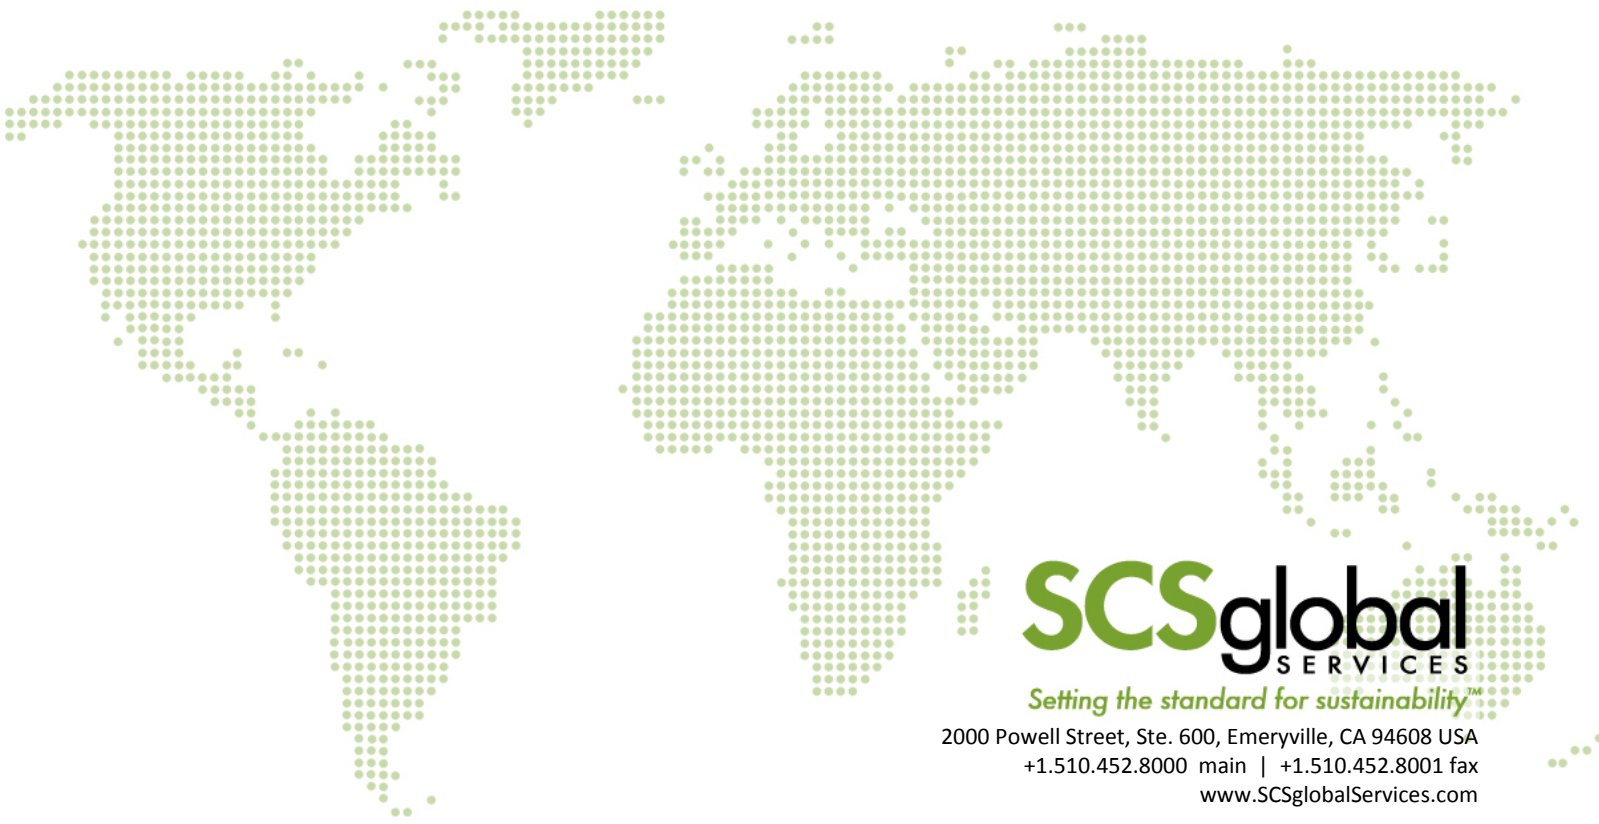 SCSglobal
SERVICES
Setting the standard for sustainability™
2000 Powell Street, Ste. 600, Emeryville, CA 94608 USA
+1.510.452.8000 main | +1.510.452.8001 fax
www.SCSglobalServices.com